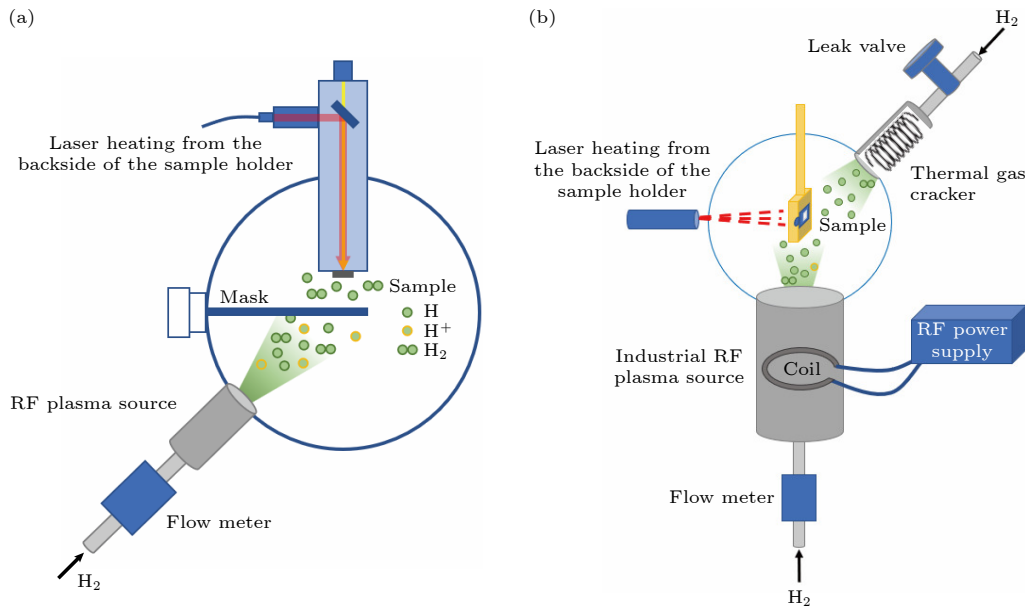 (a)
Laser heating from the
backside of the sample holder
Mask
Sample
H
H⁺
H₂
RF plasma source
Flow meter
H₂
(b)
H₂
Leak valve
Laser heating from
the backside of the
sample holder
Thermal gas
cracker
Sample
Industrial RF
plasma source
Coil
RF power
supply
Flow meter
H₂